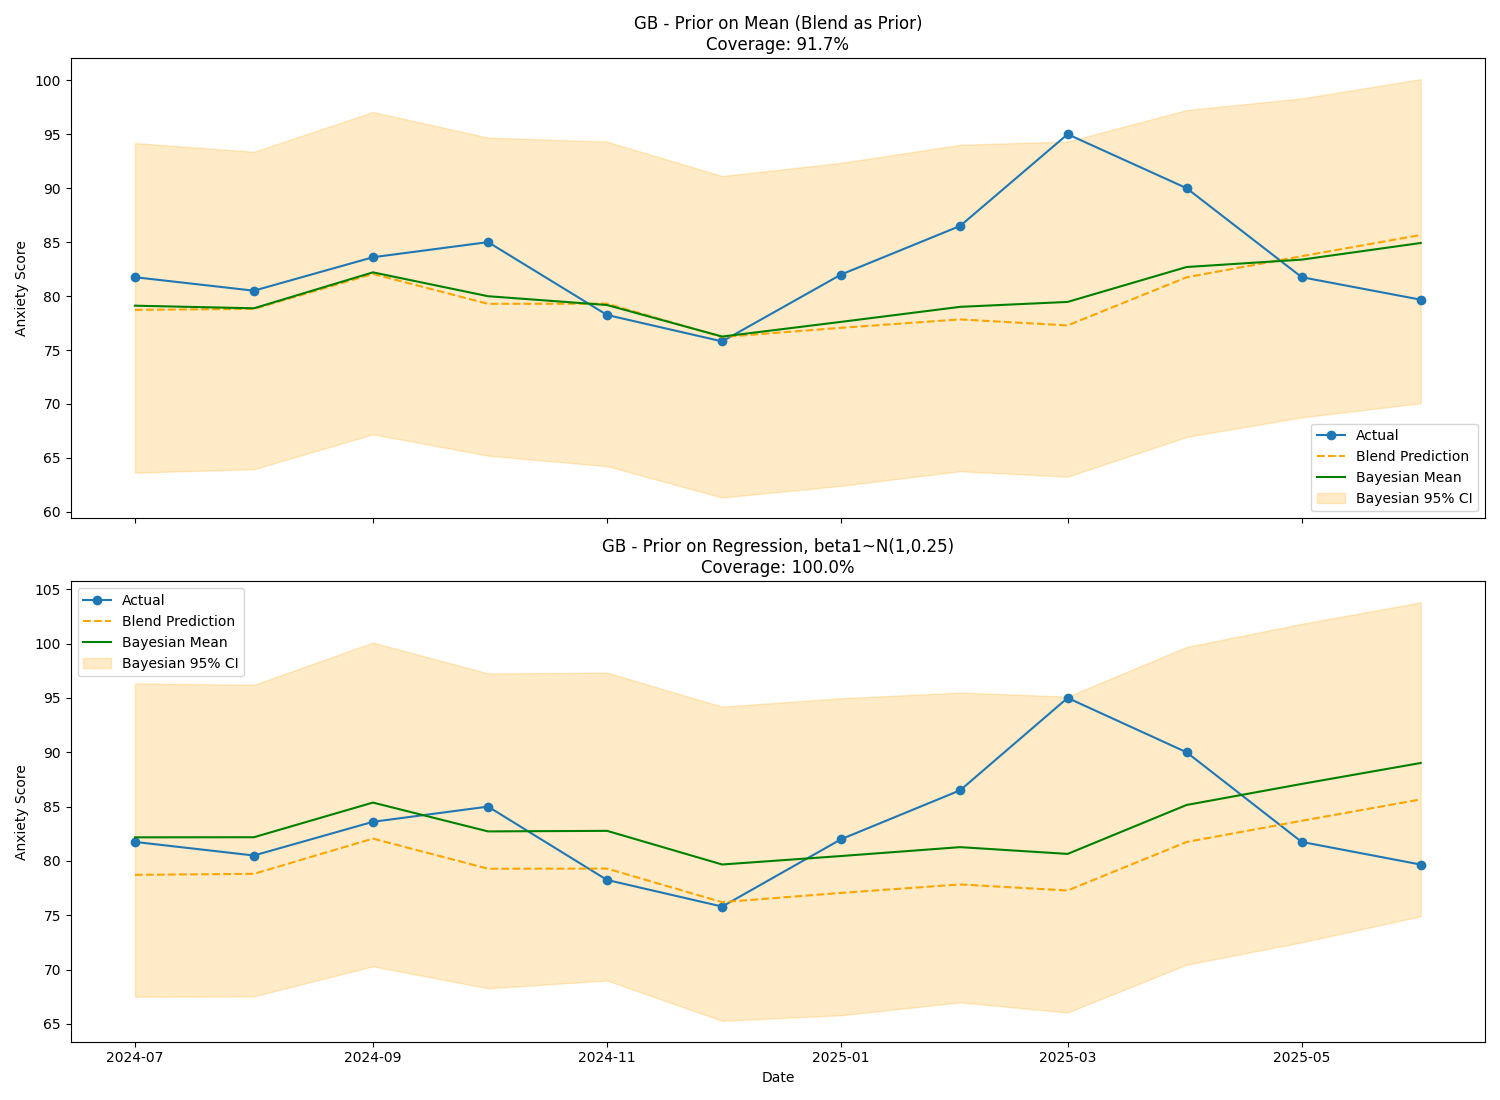 GB - Prior on Mean (Blend as Prior)
Coverage: 91.7%
100
95
90
85
80
75
70
65
60
Anxiety Score
Actual
Blend Prediction
Bayesian Mean
Bayesian 95% CI
GB - Prior on Regression, beta1~N(1,0.25)
Coverage: 100.0%
105
100
95
90
85
80
75
70
65
Anxiety Score
Actual
Blend Prediction
Bayesian Mean
Bayesian 95% CI
2024-07 2024-09 2024-11 2025-01 2025-03 2025-05
Date